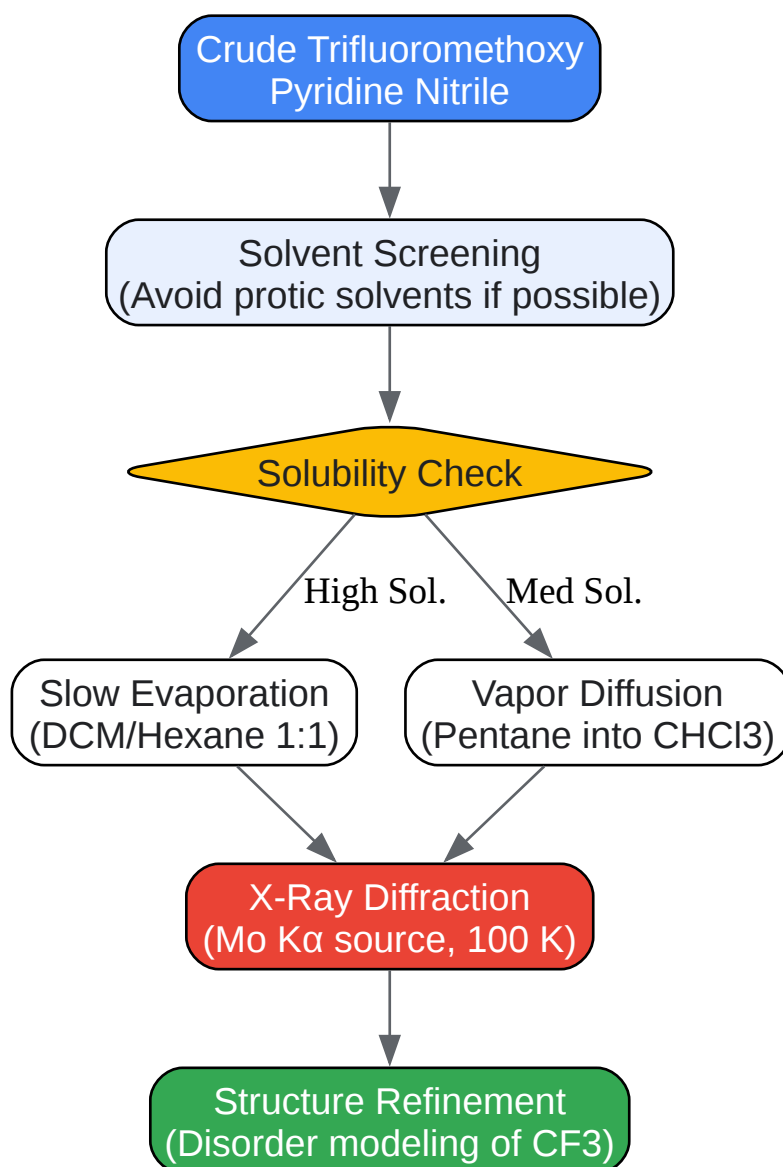 Crude Trifluoromethoxy
Pyridine Nitrile
Solvent Screening
(Avoid protic solvents if possible)
Solubility Check
High Sol.
Med Sol.
Slow Evaporation
(DCM/Hexane 1:1)
Vapor Diffusion
(Pentane into CHCl3)
X-Ray Diffraction
(Mo Kα source, 100 K)
Structure Refinement
(Disorder modeling of CF3)